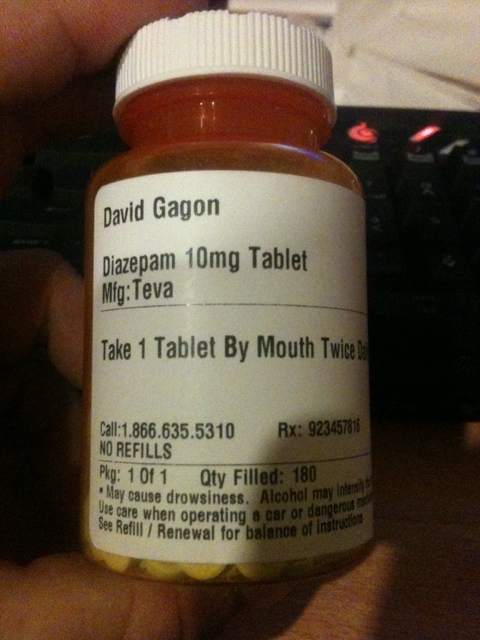 David Gagon
Diazepam 10mg Tablet
Mfg:Teva
Take 1 Tablet By Mouth Twice
Call:1.866.635.5310 Rx: 923457816
NO REFILLS
Pkg: 1 Of 1 Qty Filled: 180
• May cause drowsiness. Alcohol may intensify
Use care when operating a car or dangerous
See Refill / Renewal for balance of instructions